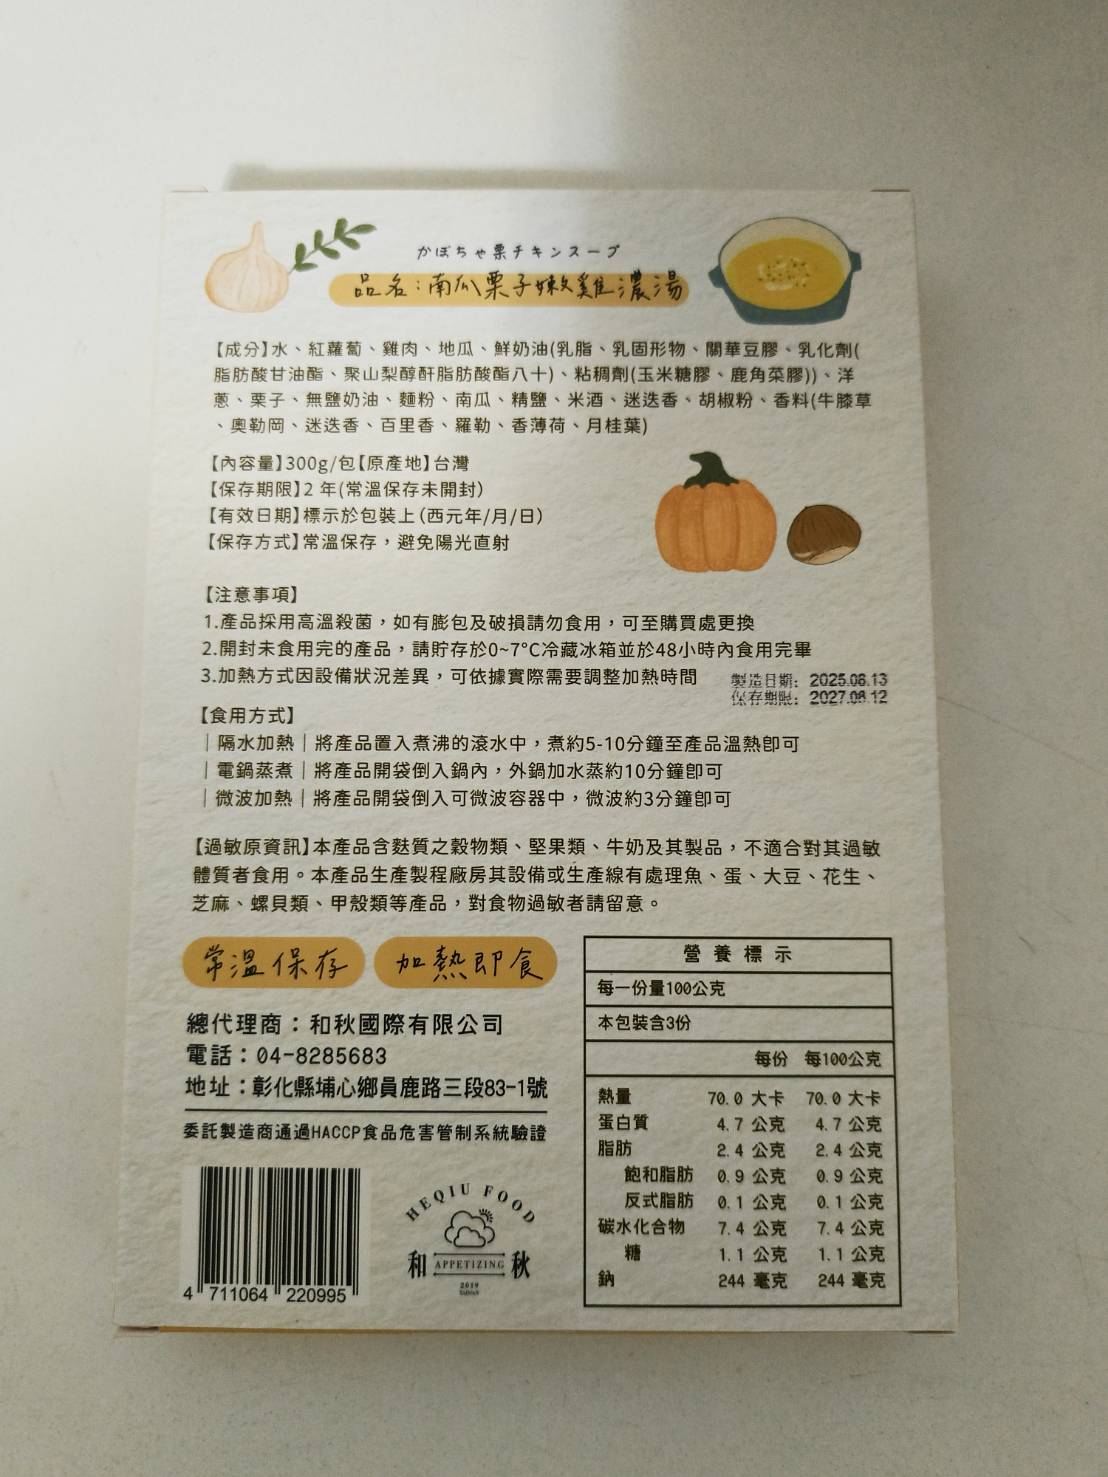 かぼちゃ栗チキンスープ
品名:南瓜栗子嫩雞濃湯
【成分】水、紅蘿蔔、雞肉、地瓜、鮮奶油(乳脂、乳固形物、關華豆膠、乳化劑(
脂肪酸甘油酯、聚山梨醇酐脂肪酸酯八十)、粘稠劑(玉米糖膠、鹿角菜膠))、洋
蔥、栗子、無鹽奶油、麵粉、南瓜、精鹽、米酒、迷迭香、胡椒粉、香料(牛膝草
、奧勒岡、迷迭香、百里香、羅勒、香薄荷、月桂葉)
【內容量】300g/包【原產地】台灣
【保存期限】2 年(常溫保存未開封)
【有效日期】標示於包裝上(西元年/月/日)
【保存方式】常溫保存，避免陽光直射
【注意事項】
1.產品採用高溫殺菌，如有膨包及破損請勿食用，可至購買處更換
2.開封未食用完的產品，請貯存於0~7°C冷藏冰箱並於48小時內食用完畢
3.加熱方式因設備狀況差異，可依據實際需要調整加熱時間
製造日期: 2025.06.13
保存期限: 2027.06.12
【食用方式】
｜隔水加熱｜將產品置入煮沸的滾水中，煮約5-10分鐘至產品溫熱即可
｜電鍋蒸煮｜將產品開袋倒入鍋內，外鍋加水蒸約10分鐘即可
｜微波加熱｜將產品開袋倒入可微波容器中，微波約3分鐘即可
【過敏原資訊】本產品含麩質之穀物類、堅果類、牛奶及其製品，不適合對其過敏
體質者食用。本產品生產製程廠房其設備或生產線有處理魚、蛋、大豆、花生、
芝麻、螺貝類、甲殼類等產品，對食物過敏者請留意。
常溫保存 加熱即食
總代理商：和秋國際有限公司
電話：04-8285683
地址：彰化縣埔心鄉員鹿路三段83-1號
委託製造商通過HACCP食品危害管制系統驗證
4 711064 220995
HEQIU FOOD
和 APPETIZING 秋
2019
TAIWAN
營養標示
每一份量100公克
本包裝含3份
每份 每100公克
熱量 70.0 大卡 70.0 大卡
蛋白質 4.7 公克 4.7 公克
脂肪 2.4 公克 2.4 公克
飽和脂肪 0.9 公克 0.9 公克
反式脂肪 0.1 公克 0.1 公克
碳水化合物 7.4 公克 7.4 公克
糖 1.1 公克 1.1 公克
鈉 244 毫克 244 毫克